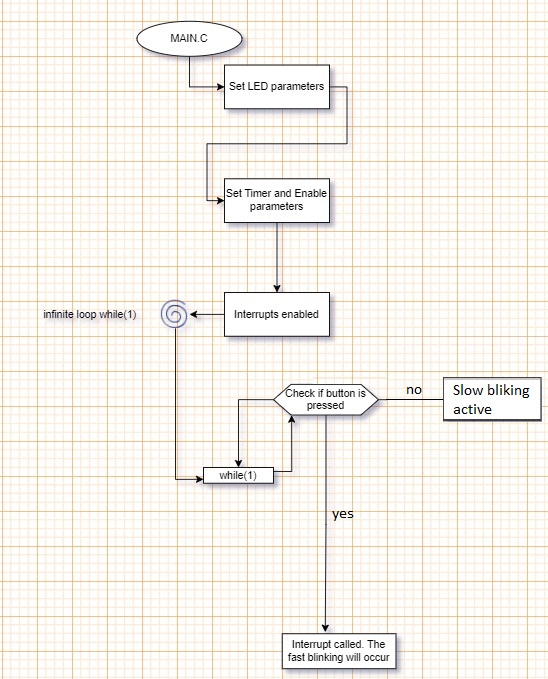 MAIN.C
Set LED parameters
Set Timer and Enable
parameters
Interrupts enabled
infinite loop while(1)
Check if button is
pressed
no
Slow bliking
active
while(1)
yes
Interrupt called. The
fast blinking will occur